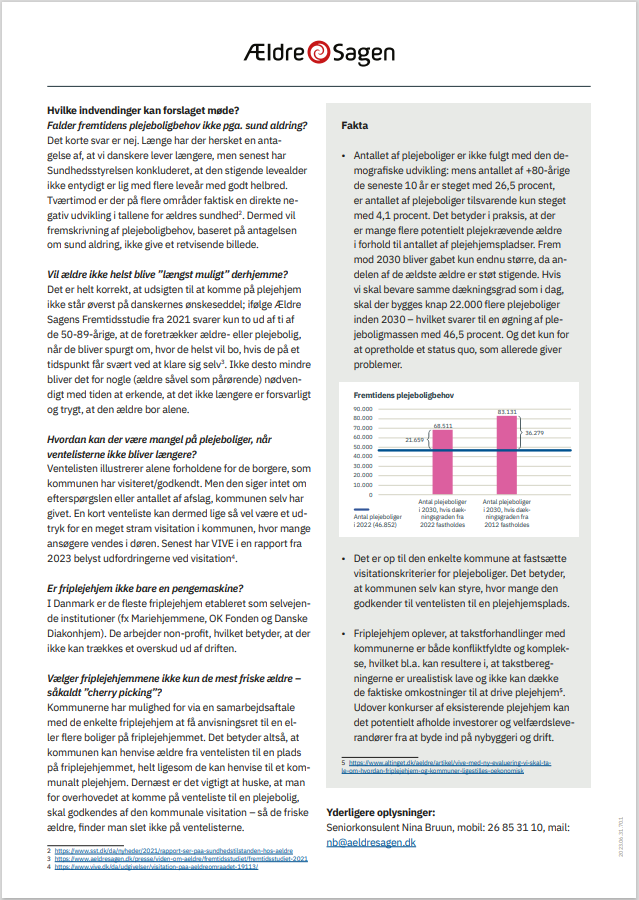 Ældre Sagen
Hvilke indvendinger kan forslaget møde?
Falder fremtidens plejeboligbehov ikke pga. sund aldring?
Det korte svar er nej. Længe har der hersket en anta-
gelse af, at vi danskere lever længere, men senest har
Sundhedsstyrelsen konkluderet, at den stigende levealder
ikke entydigt er lig med flere leveår med godt helbred.
Tværtimod er der på flere områder faktisk en direkte ne-
gativ udvikling i tallene for ældres sundhed2. Dermed vil
fremskrivning af plejeboligbehov, baseret på antagelsen
om sund aldring, ikke give et retvisende billede.
Vil ældre ikke helst blive ”længst muligt” derhjemme?
Det er helt korrekt, at udsigten til at komme på plejehjem
ikke står øverst på danskernes ønskeseddel; ifølge Ældre
Sagens Fremtidsstudie fra 2021 svarer kun to ud af ti af
de 50-89-årige, at de foretrækker ældre- eller plejebolig,
når de bliver spurgt om, hvor de helst vil bo, hvis de på et
tidspunkt får svært ved at klare sig selv3. Ikke desto mindre
bliver det for nogle (ældre såvel som pårørende) nødven-
digt med tiden at erkende, at det ikke længere er forsvarligt
og trygt, at den ældre bor alene.
Hvordan kan der være mangel på plejeboliger, når
ventelisterne ikke bliver længere?
Ventelisten illustrerer alene forholdene for de borgere, som
kommunen har visiteret/godkendt. Men den siger intet om
efterspørgslen eller antallet af afslag, kommunen selv har
givet. En kort venteliste kan dermed lige så vel være et ud-
tryk for en meget stram visitation i kommunen, hvor mange
ansøgere vendes i døren. Senest har VIVE i en rapport fra
2023 belyst udfordringerne ved visitation4.
Er friplejehjem ikke bare en pengemaskine?
I Danmark er de fleste friplejehjem etableret som selvejen-
de institutioner (fx Mariehjemmene, OK Fonden og Danske
Diakonhjem). De arbejder non-profit, hvilket betyder, at der
ikke kan trækkes et overskud ud af driften.
Vælger friplejehjemmene ikke kun de mest friske ældre –
såkaldt ”cherry picking”?
Kommunerne har mulighed for via en samarbejdsaftale
med de enkelte friplejehjem at få anvisningsret til en el-
ler flere boliger på friplejehjemmet. Det betyder altså, at
kommunen kan henvise ældre fra ventelisten til en plads
på friplejehjemmet, helt ligesom de kan henvise til et kom-
munalt plejehjem. Dernæst er det vigtigt at huske, at man
for overhovedet at komme på venteliste til en plejebolig,
skal godkendes af den kommunale visitation – så de friske
ældre, finder man slet ikke på ventelisterne.
2 https://www.sst.dk/da/nyheder/2021/rapport-ser-paa-sundhedstilstanden-hos-aeldre
3 https://www.aeldresagen.dk/presse/viden-om-aeldre/fremtidsstudiet/fremtidsstudiet-2021
4 https://www.vive.dk/da/udgivelser/visitation-paa-aeldreomraadet-19113/
Fakta
• Antallet af plejeboliger er ikke fulgt med den de-
mografiske udvikling: mens antallet af +80-årige
de seneste 10 år er steget med 26,5 procent,
er antallet af plejeboliger tilsvarende kun steget
med 4,1 procent. Det betyder i praksis, at der
er mange flere potentielt plejekrævende ældre
i forhold til antallet af plejehjemspladser. Frem
mod 2030 bliver gabet kun endnu større, da an-
delen af de ældste ældre er støt stigende. Hvis
vi skal bevare samme dækningsgrad som i dag,
skal der bygges knap 22.000 flere plejeboliger
inden 2030 – hvilket svarer til en øgning af ple-
jeboligmassen med 46,5 procent. Og det kun for
at opretholde et status quo, som allerede giver
problemer.
Fremtidens plejeboligbehov
90.000
80.000
70.000
60.000
50.000
40.000
30.000
20.000
10.000
0
21.659
68.511
83.131
36.279
Antal plejeboliger
i 2022 (46.852)
Antal plejeboliger
i 2030, hvis dæk-
ningsgraden fra
2022 fastholdes
Antal plejeboliger
i 2030, hvis dæk-
ningsgraden fra
2012 fastholdes
• Det er op til den enkelte kommune at fastsætte
visitationskriterier for plejeboliger. Det betyder,
at kommunen selv kan styre, hvor mange den
godkender til ventelisten til en plejehjemsplads.
• Friplejehjem oplever, at takstforhandlinger med
kommunerne er både konfliktfyldte og komplek-
se, hvilket bl.a. kan resultere i, at takstbereg-
ningerne er urealistisk lave og ikke kan dække
de faktiske omkostninger til at drive plejehjem5.
Udover konkurser af eksisterende plejehjem kan
det potentielt afholde investorer og velfærdsleve-
randører fra at byde ind på nybyggeri og drift.
5 https://www.altinget.dk/aeldre/artikel/vive-med-ny-evaluering-vi-skal-ta-
le-om-hvordan-friplejehjem-og-kommuner-ligestilles-oekonomisk
Yderligere oplysninger:
Seniorkonsulent Nina Bruun, mobil: 26 85 31 10, mail:
nb@aeldresagen.dk